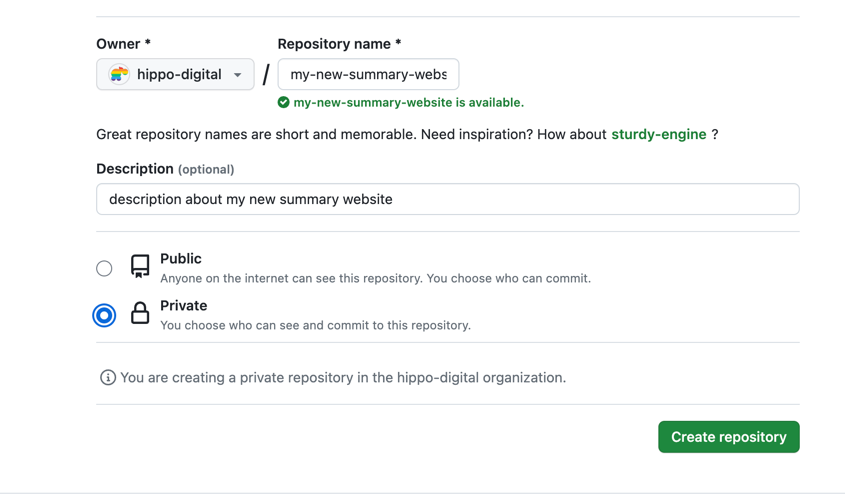 Owner *
Repository name *
hippo-digital
/
my-new-summary-webs
my-new-summary-website is available.
Great repository names are short and memorable. Need inspiration? How about sturdy-engine ?
Description (optional)
description about my new summary website
Public
Anyone on the internet can see this repository. You choose who can commit.
Private
You choose who can see and commit to this repository.
You are creating a private repository in the hippo-digital organization.
Create repository